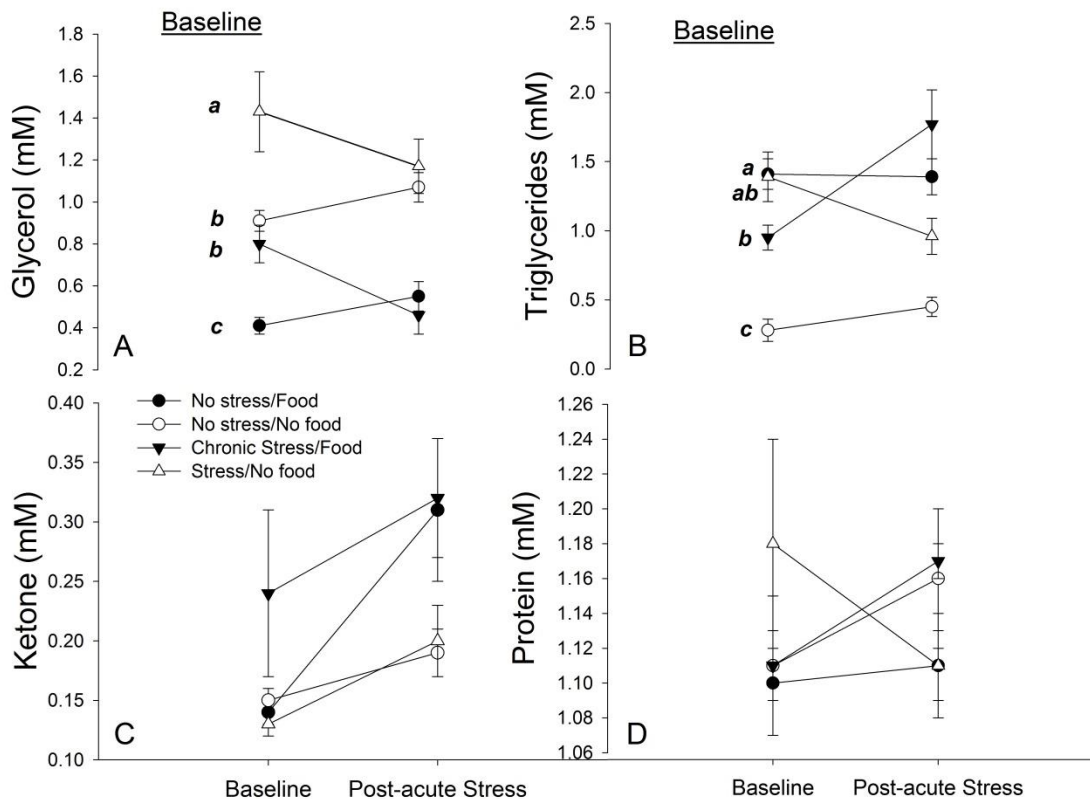 Baseline
Glycerol (mM)
1.8
1.6
1.4
1.2
1.0
0.8
0.6
0.4
0.2
a
b
b
c
A
Baseline
Triglycerides (mM)
2.5
2.0
1.5
1.0
0.5
0.0
a
ab
b
c
B
Ketone (mM)
0.40
0.35
0.30
0.25
0.20
0.15
0.10
No stress/Food
No stress/No food
Chronic Stress/Food
Stress/No food
C
Baseline Post-acute Stress
Protein (mM)
1.26
1.24
1.22
1.20
1.18
1.16
1.14
1.12
1.10
1.08
1.06
D
Baseline Post-acute Stress